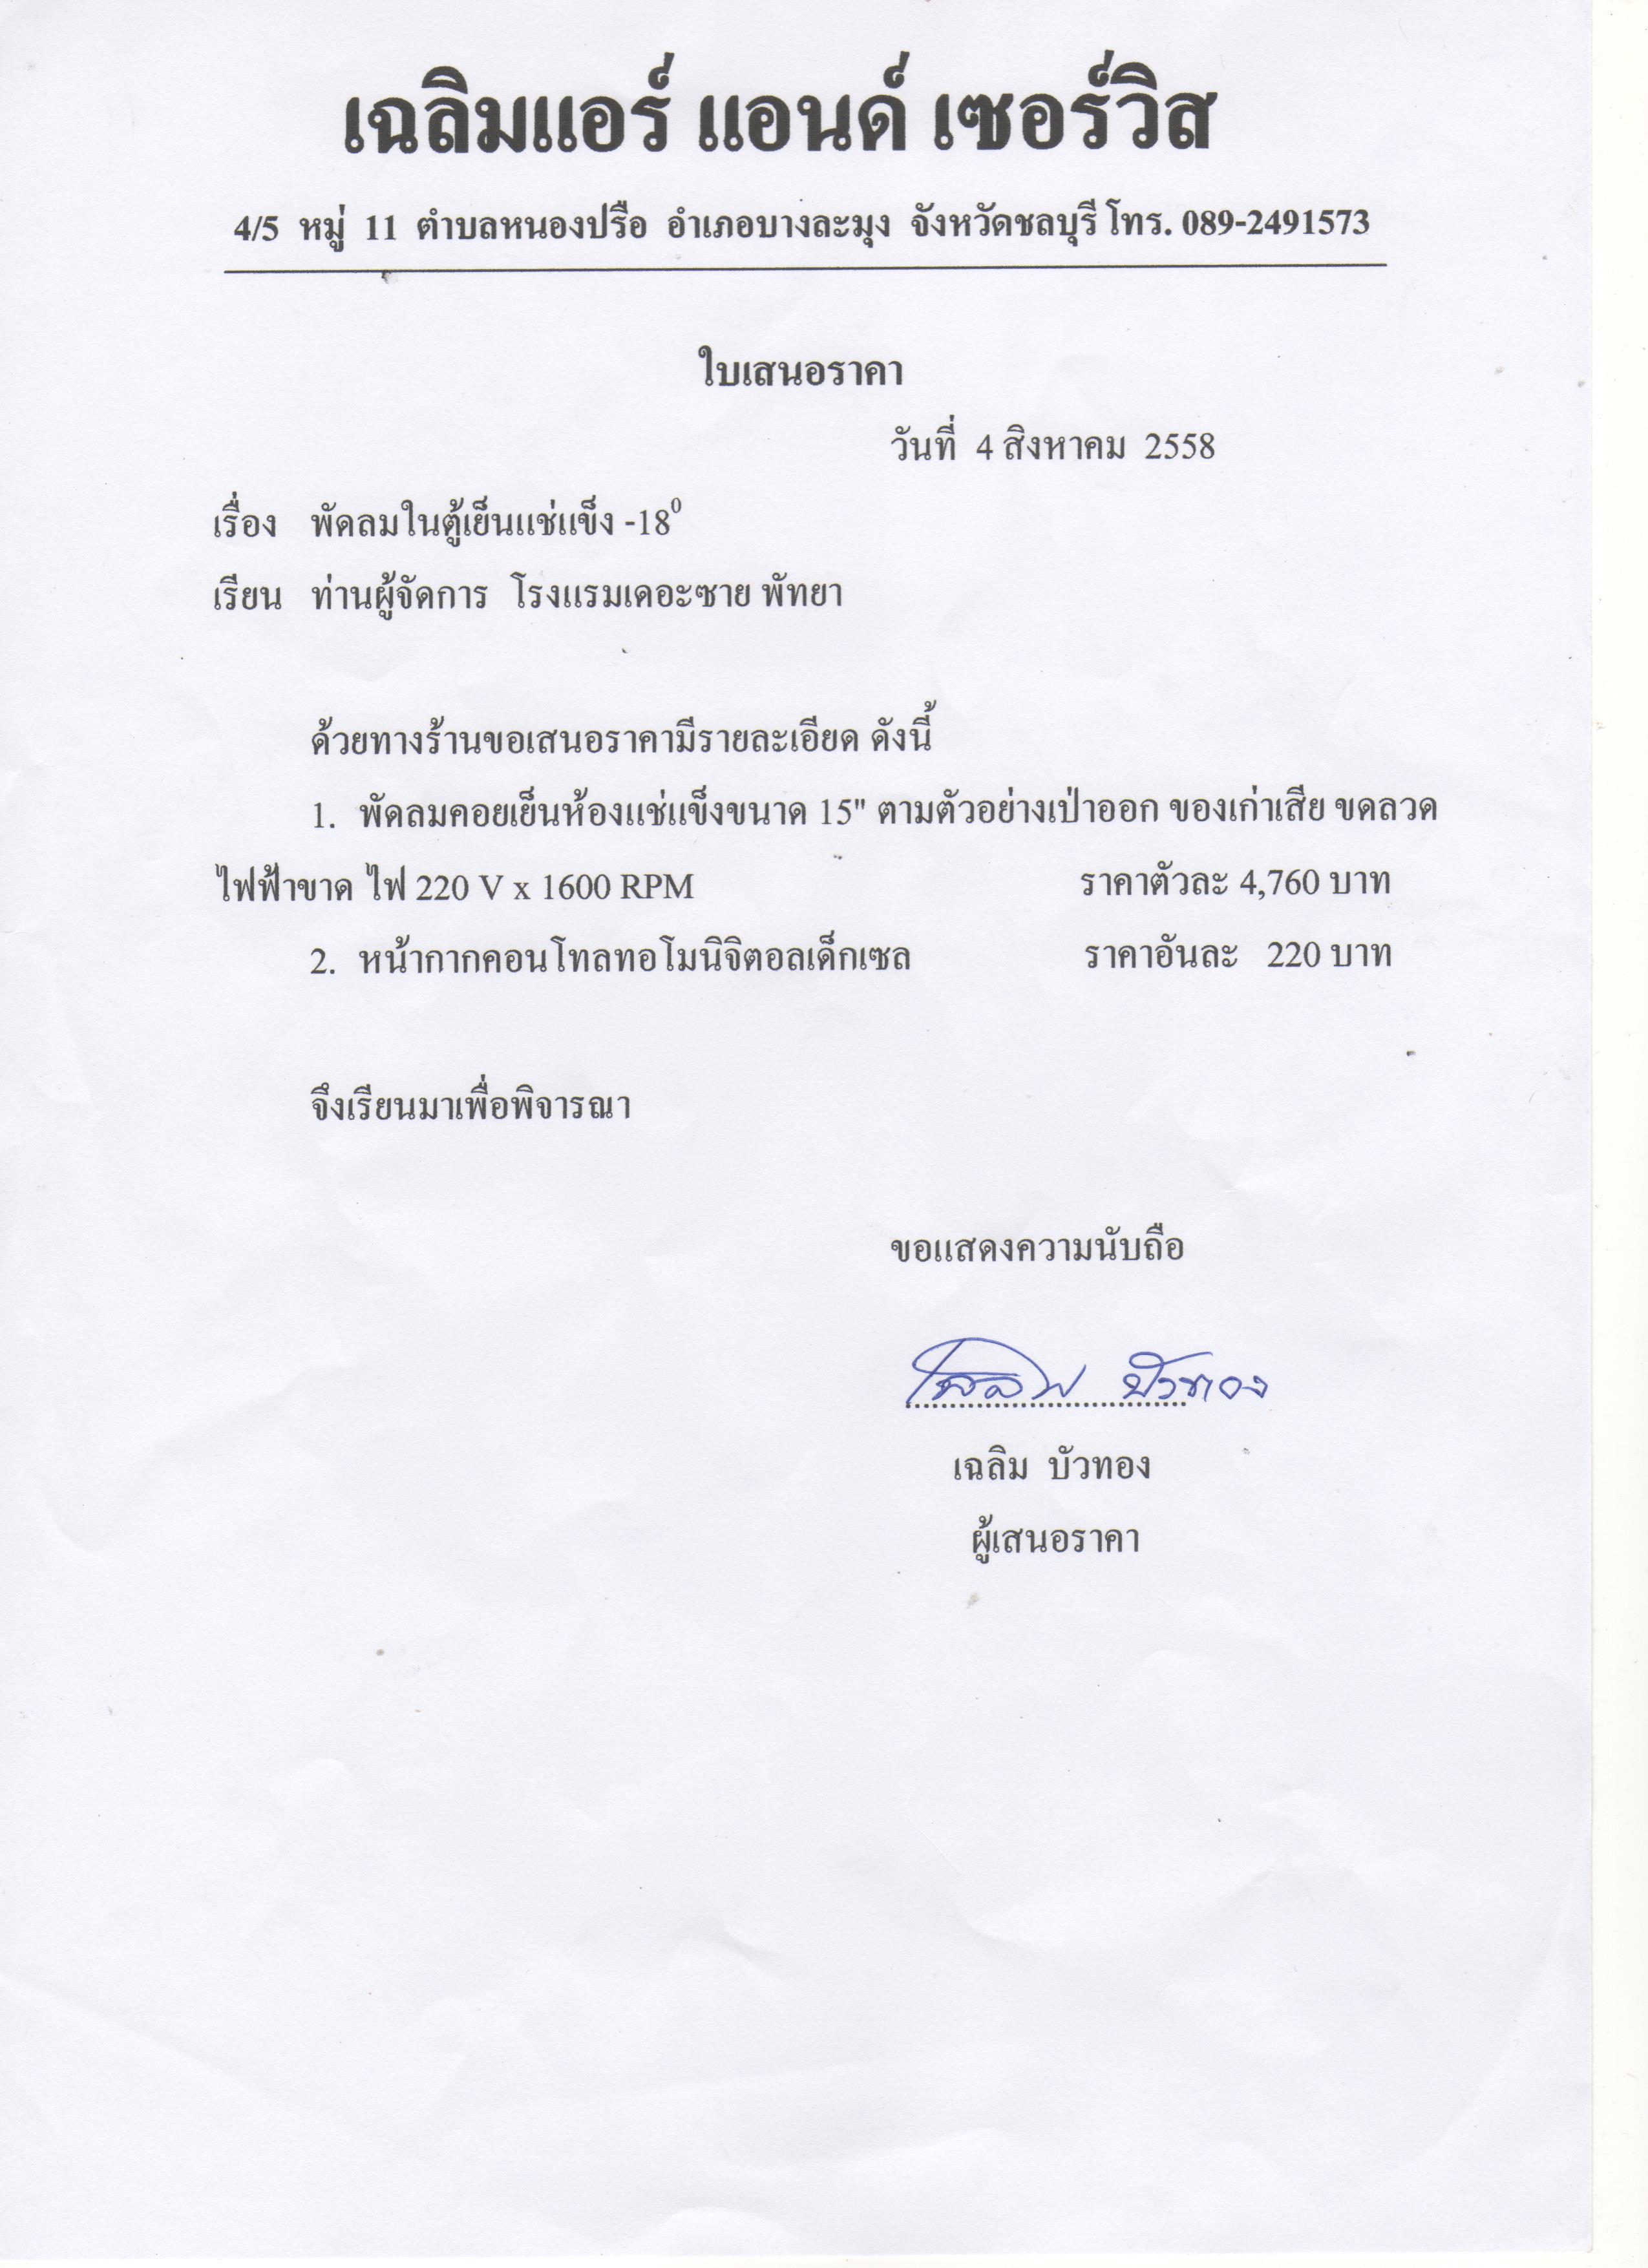 เฉลิมแอร์ แอนด์ เซอร์วิส
4/5 หมู่ 11 ตำบลหนองปรือ อำเภอบางละมุง จังหวัดชลบุรี โทร. 089-2491573
ใบเสนอราคา
วันที่ 4 สิงหาคม 2558
เรื่อง พัดลมในตู้เย็นแช่แข็ง -18⁰
เรียน ท่านผู้จัดการ โรงแรมเดอะซาย พัทยา
ด้วยทางร้านขอเสนอราคามีรายละเอียด ดังนี้
1. พัดลมคอยเย็นห้องแช่แข็งขนาด 15" ตามตัวอย่างเป่าออก ของเก่าเสีย ขดลวด
ไฟฟ้าขาด ไฟ 220 V x 1600 RPM ราคาตัวละ 4,760 บาท
2. หน้ากากคอนโทลทอโมนิจิตอลเด็กเซล ราคาอันละ 220 บาท
จึงเรียนมาเพื่อพิจารณา
ขอแสดงความนับถือ
เฉลิม บัวทอง
เฉลิม บัวทอง
ผู้เสนอราคา